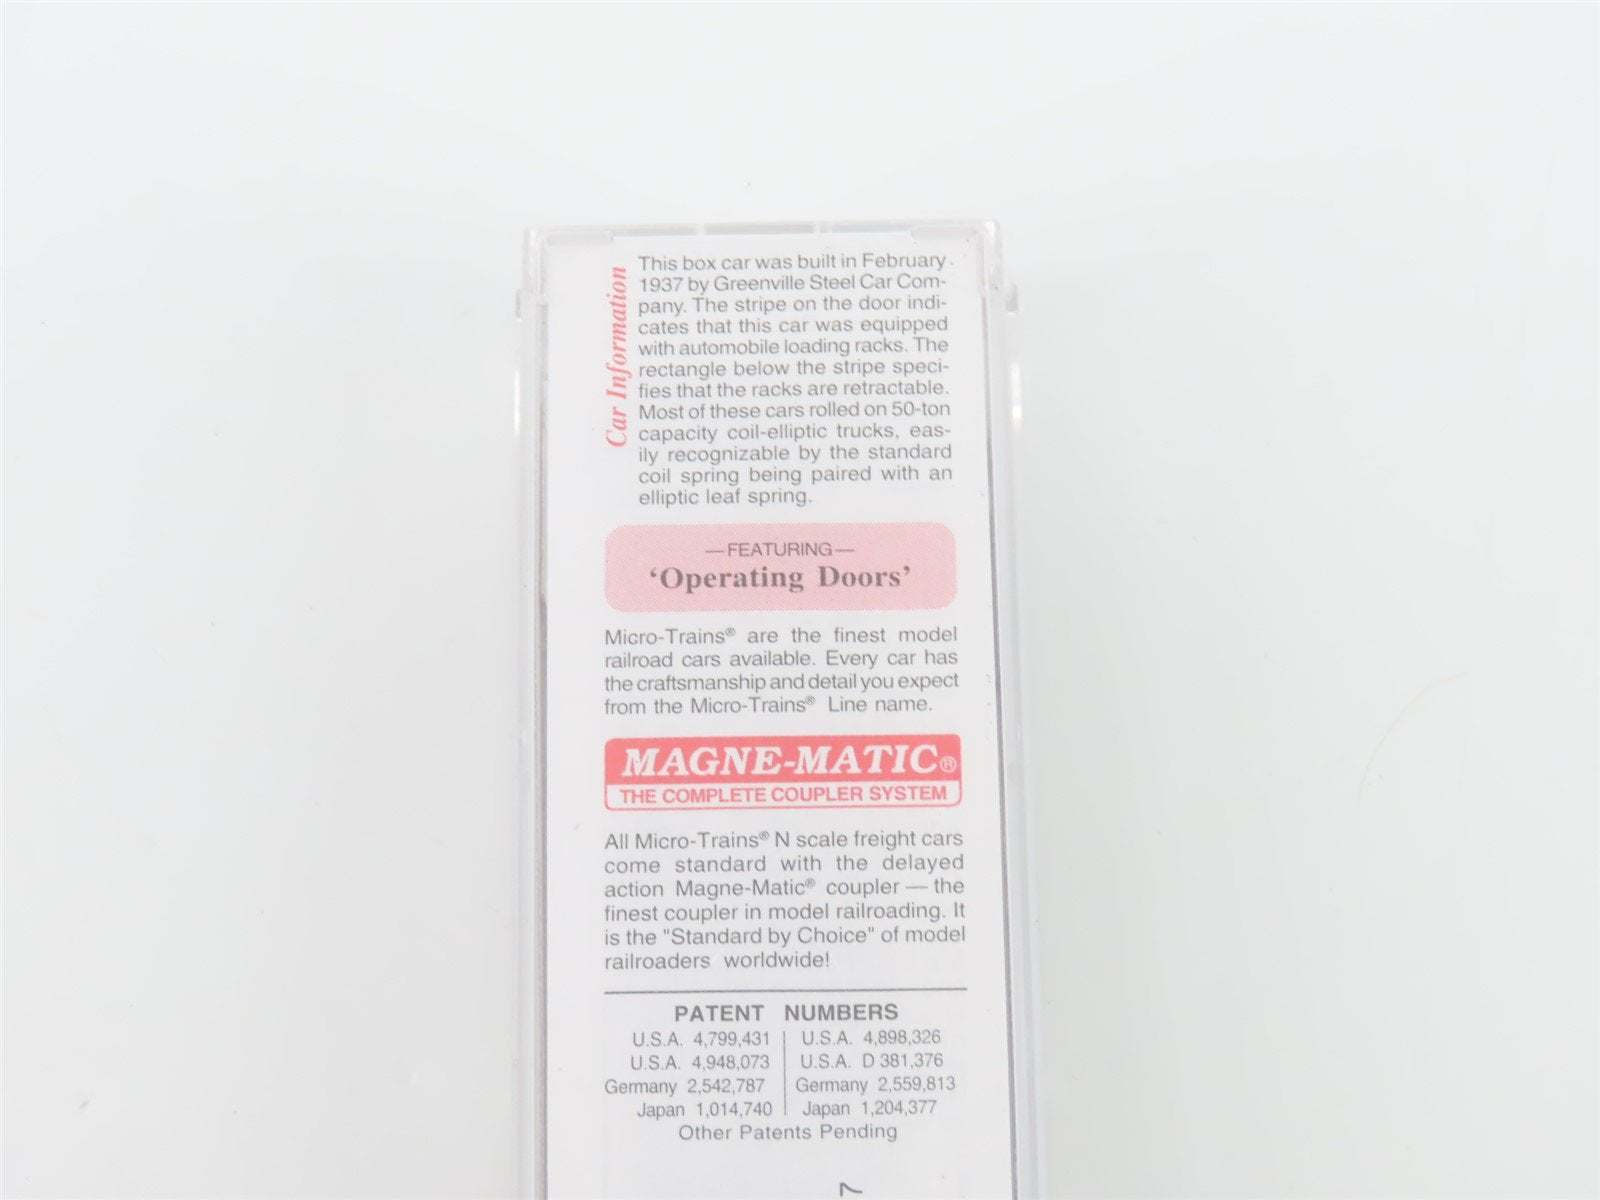 Car Information
This box car was built in February
1937 by Greenville Steel Car Com-
pany. The stripe on the door indi-
cates that this car was equipped
with automobile loading racks. The
rectangle below the stripe speci-
fies that the racks are retractable.
Most of these cars rolled on 50-ton
capacity coil-elliptic trucks, eas-
ily recognizable by the standard
coil spring being paired with an
elliptic leaf spring.
—FEATURING—
‘Operating Doors’
Micro-Trains® are the finest model
railroad cars available. Every car has
the craftsmanship and detail you expect
from the Micro-Trains® Line name.
MAGNE-MATIC®
THE COMPLETE COUPLER SYSTEM
All Micro-Trains® N scale freight cars
come standard with the delayed
action Magne-Matic® coupler — the
finest coupler in model railroading. It
is the "Standard by Choice" of model
railroaders worldwide!
PATENT NUMBERS
U.S.A. 4,799,431 | U.S.A. 4,898,326
U.S.A. 4,948,073 | U.S.A. D 381,376
Germany 2,542,787 | Germany 2,559,813
Japan 1,014,740 | Japan 1,204,377
Other Patents Pending
7